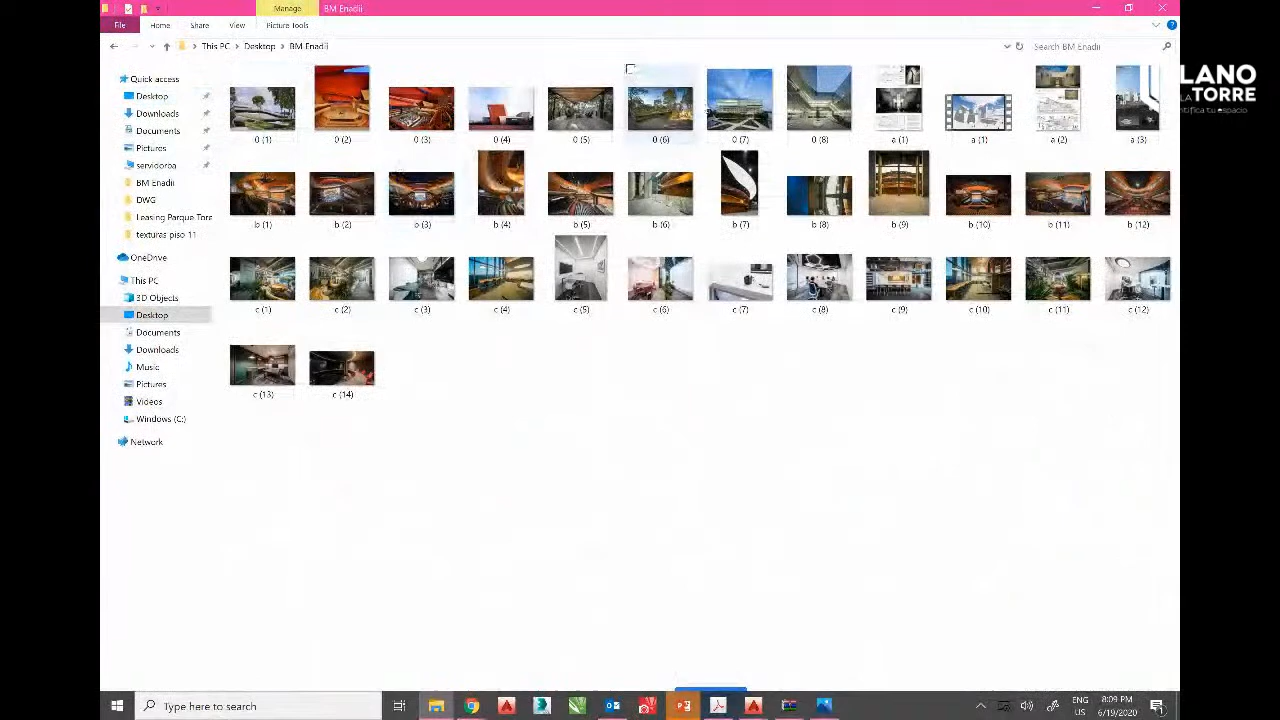 Manage
BM Enadii
File
Home
Share
View
Picture Tools
This PC
Desktop
BM Enadii
Search BM Enadii
LANO
TORRE
LA
ntifica tu espacio
Quick access
Desktop
Downloads
Documents
Pictures
servidoroa
BM Enadii
DWG
Leasing Parque Tore
texturas piso 11
OneDrive
This PC
3D Objects
Desktop
Documents
Downloads
Music
Pictures
Videos
Windows (C:)
Network
0 (1)
0 (2)
0 (3)
0 (4)
0 (5)
0 (6)
0 (7)
0 (8)
a (1)
a (1)
a (2)
a (3)
b (1)
b (2)
b (3)
b (4)
b (5)
b (6)
b (7)
b (8)
b (9)
b (10)
b (11)
b (12)
c (1)
c (2)
c (3)
c (4)
c (5)
c (6)
c (7)
c (8)
c (9)
c (10)
c (11)
c (12)
c (13)
c (14)
Type here to search
ENG
US
8:09 PM
6/19/2020